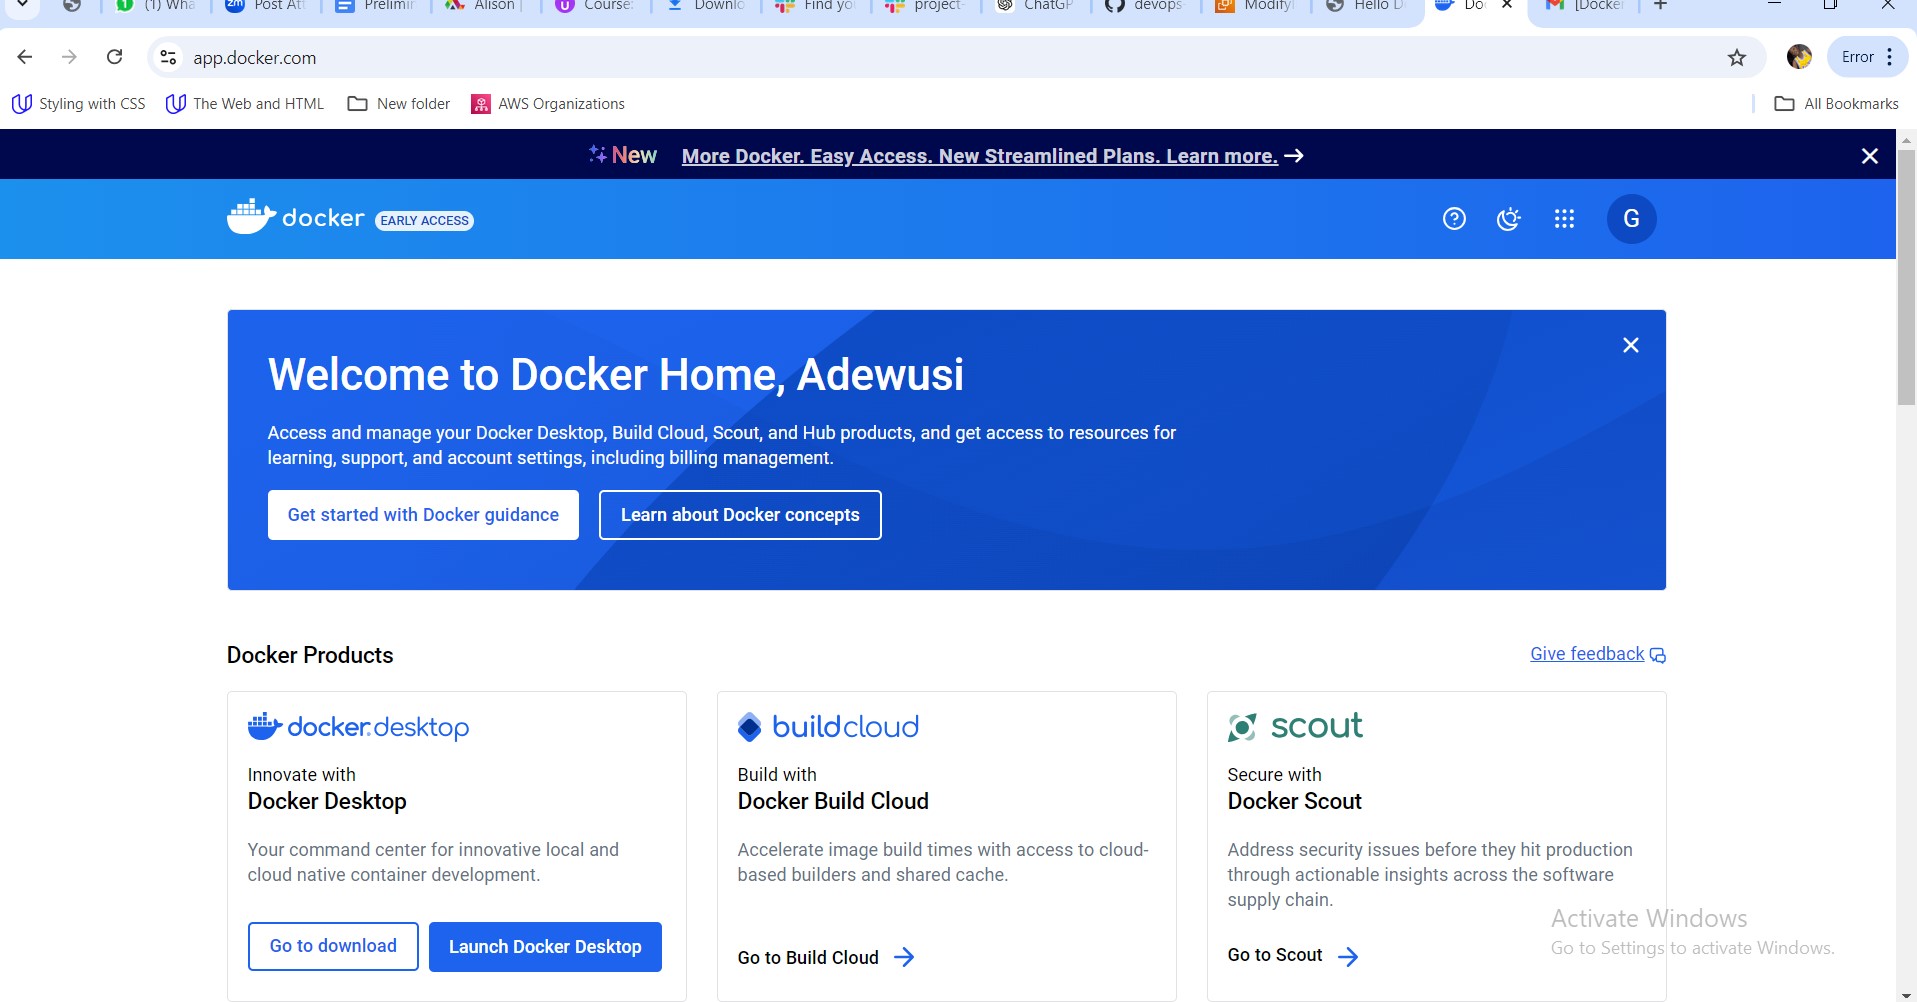 (1) Wha
Post Att
Prelimin
Alison |
Course:
Downlo
Find yo
project-
ChatGP
devops-
Modify
Hello D
Do
[Docker
app.docker.com
Error
Styling with CSS
The Web and HTML
New folder
AWS Organizations
All Bookmarks
New More Docker. Easy Access. New Streamlined Plans. Learn more.
docker EARLY ACCESS
G
Welcome to Docker Home, Adewusi
Access and manage your Docker Desktop, Build Cloud, Scout, and Hub products, and get access to resources for
learning, support, and account settings, including billing management.
Get started with Docker guidance
Learn about Docker concepts
Docker Products
Give feedback
docker.desktop
Innovate with
Docker Desktop
Your command center for innovative local and
cloud native container development.
Go to download
Launch Docker Desktop
buildcloud
Build with
Docker Build Cloud
Accelerate image build times with access to cloud-
based builders and shared cache.
Go to Build Cloud
scout
Secure with
Docker Scout
Address security issues before they hit production
through actionable insights across the software
supply chain.
Go to Scout
Activate Windows
Go to Settings to activate Windows.